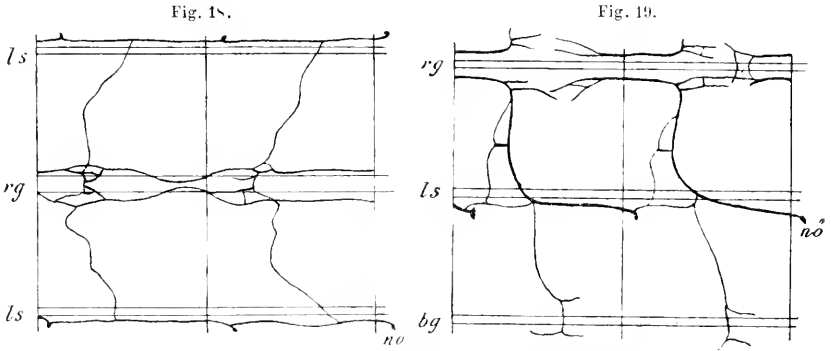 Fig. 18.
Fig. 19.
ls
rg
ls
no
rg
ls
no"
bg